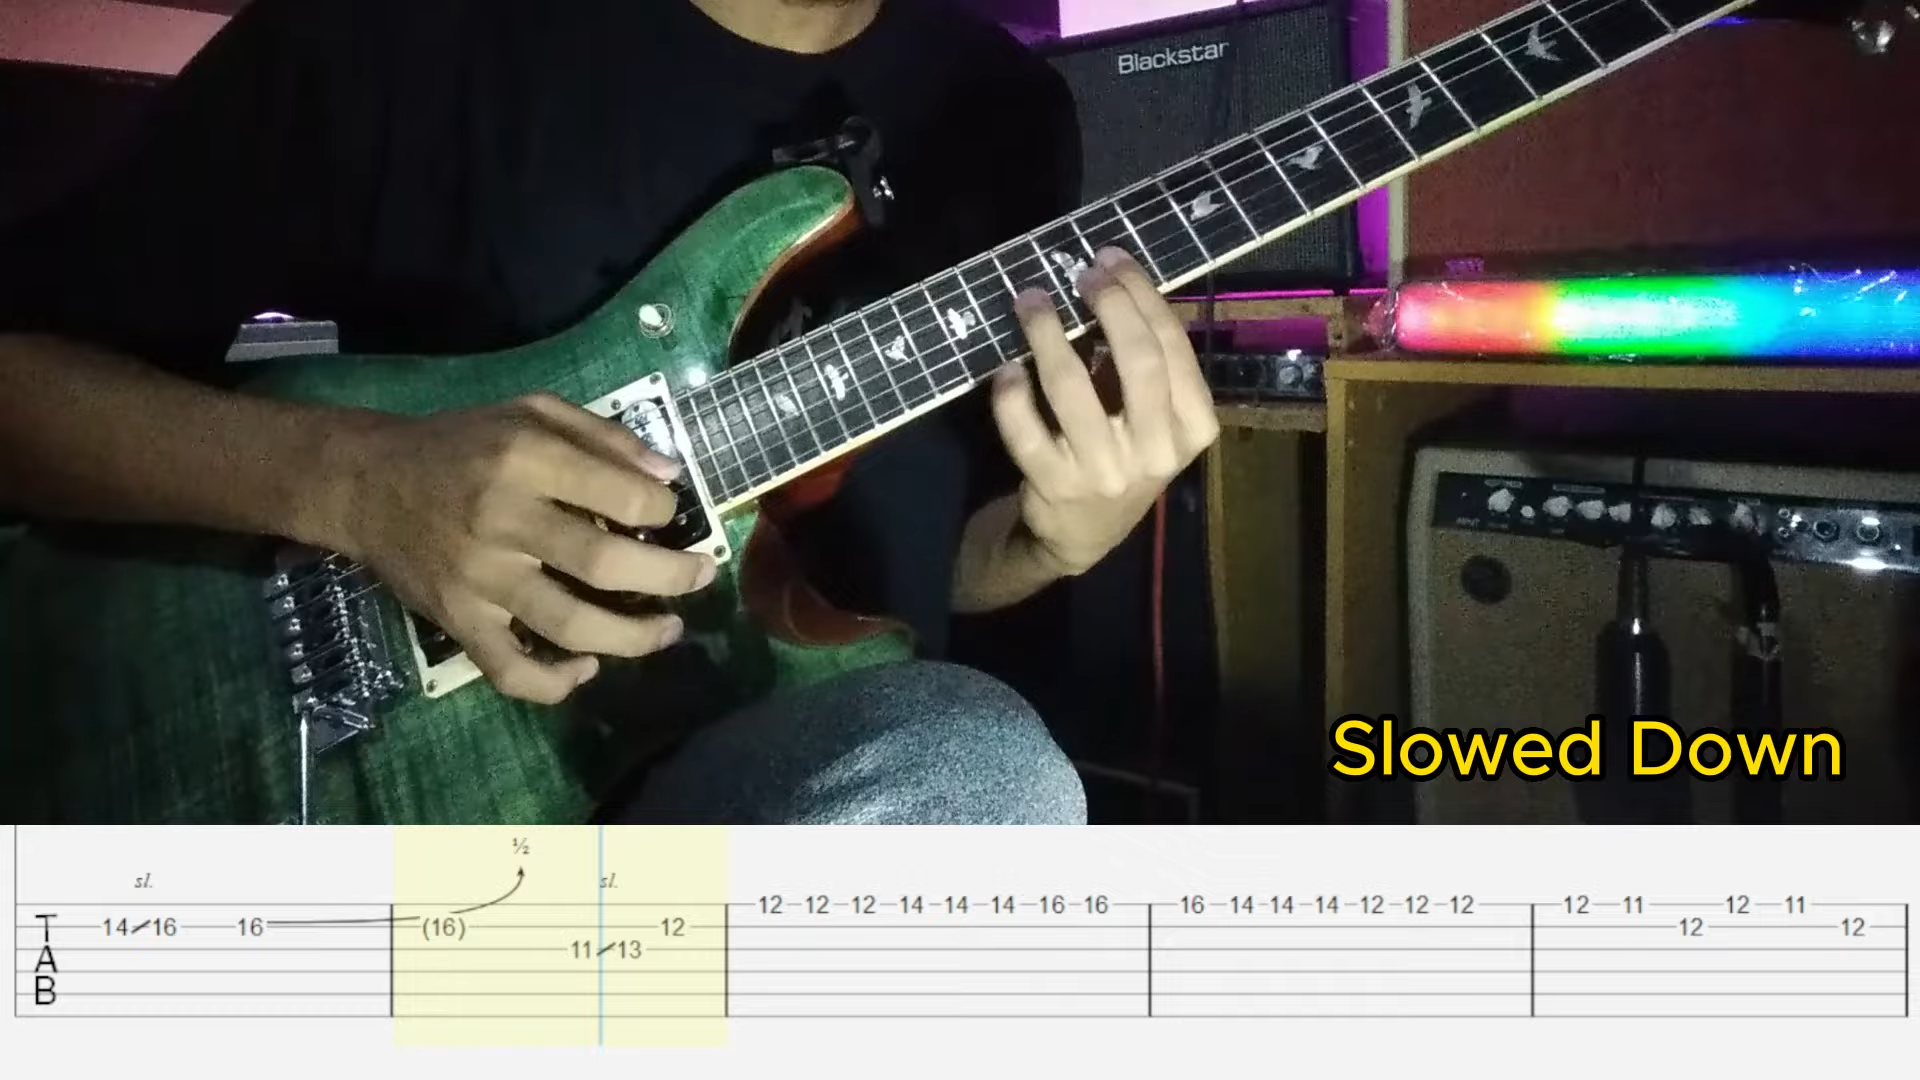 Blackstar
INPUT
Slowed Down
½
sl. sl.
12 12 12 14 14 14 16 16 16 14 14 14 12 12 12 12 11 12 11
T 14 16 16 (16) 12 12 12
A 11 13
B